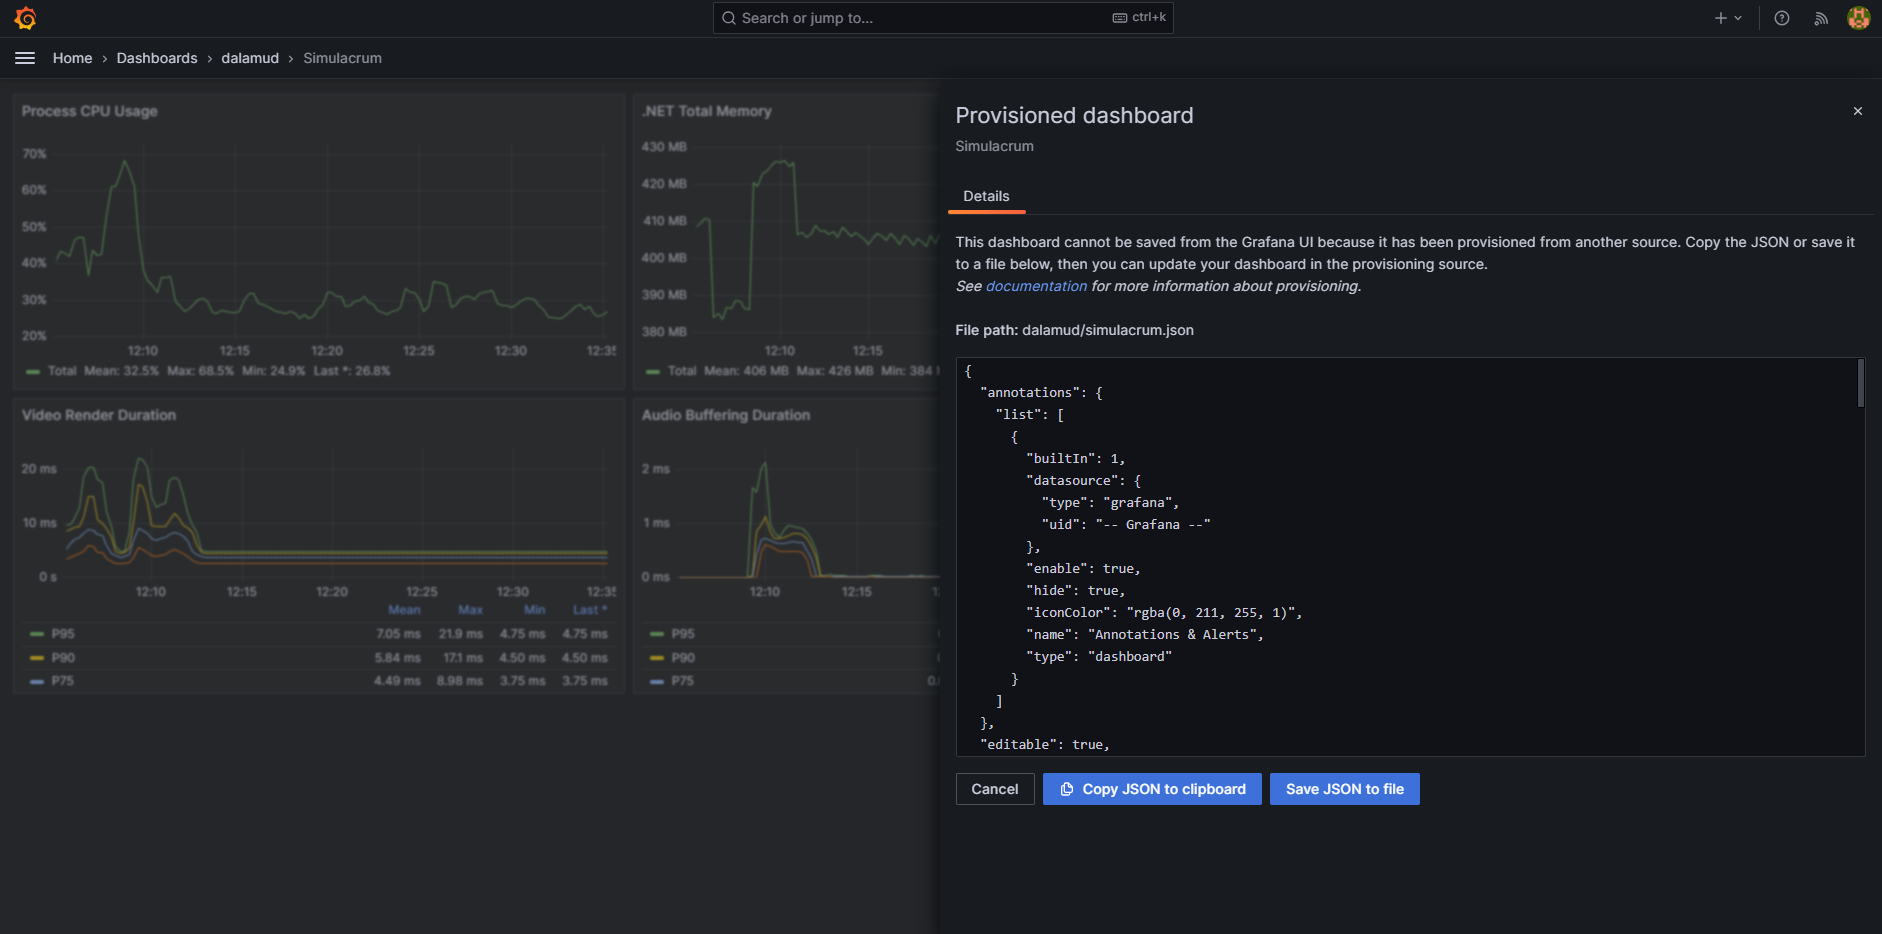 Search or jump to...
ctrl+k
Home › Dashboards › dalamud › Simulacrum
Process CPU Usage
70%
60%
50%
40%
30%
20%
12:10 12:15 12:20 12:25 12:30 12:35
Total Mean: 32.5% Max: 68.5% Min: 24.9% Last *: 26.8%
.NET Total Memory
430 MB
420 MB
410 MB
400 MB
390 MB
380 MB
12:10 12:15
Total Mean: 406 MB Max: 426 MB Min: 384
Video Render Duration
20 ms
10 ms
0 s
12:10 12:15 12:20 12:25 12:30 12:35
Mean Max Min Last *
P95 7.05 ms 21.9 ms 4.75 ms 4.75 ms
P90 5.84 ms 17.1 ms 4.50 ms 4.50 ms
P75 4.49 ms 8.98 ms 3.75 ms 3.75 ms
Audio Buffering Duration
2 ms
1 ms
0 ms
12:10 12:15
P95
P90
P75
Provisioned dashboard
Simulacrum
Details
This dashboard cannot be saved from the Grafana UI because it has been provisioned from another source. Copy the JSON or save it
to a file below, then you can update your dashboard in the provisioning source.
See documentation for more information about provisioning.
File path: dalamud/simulacrum.json
{
"annotations": {
"list": [
{
"builtIn": 1,
"datasource": {
"type": "grafana",
"uid": "-- Grafana --"
},
"enable": true,
"hide": true,
"iconColor": "rgba(0, 211, 255, 1)",
"name": "Annotations & Alerts",
"type": "dashboard"
}
]
},
"editable": true,
Cancel
Copy JSON to clipboard
Save JSON to file